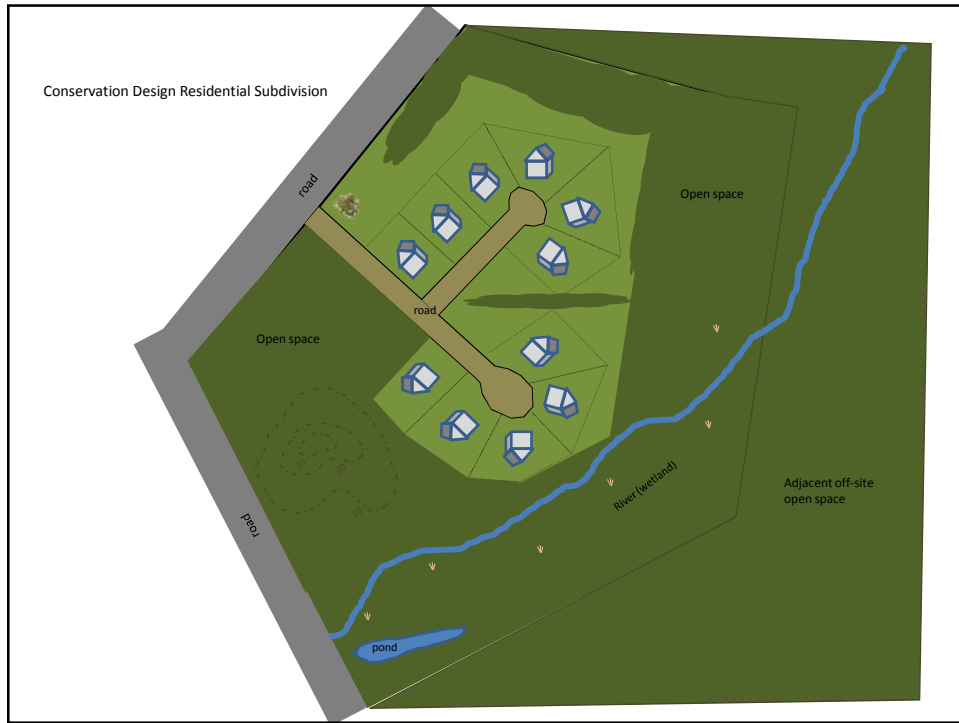 Conservation Design Residential Subdivision
road
Open space
road
Open space
30
20
10
River (wetland)
Adjacent off-site
open space
road
pond